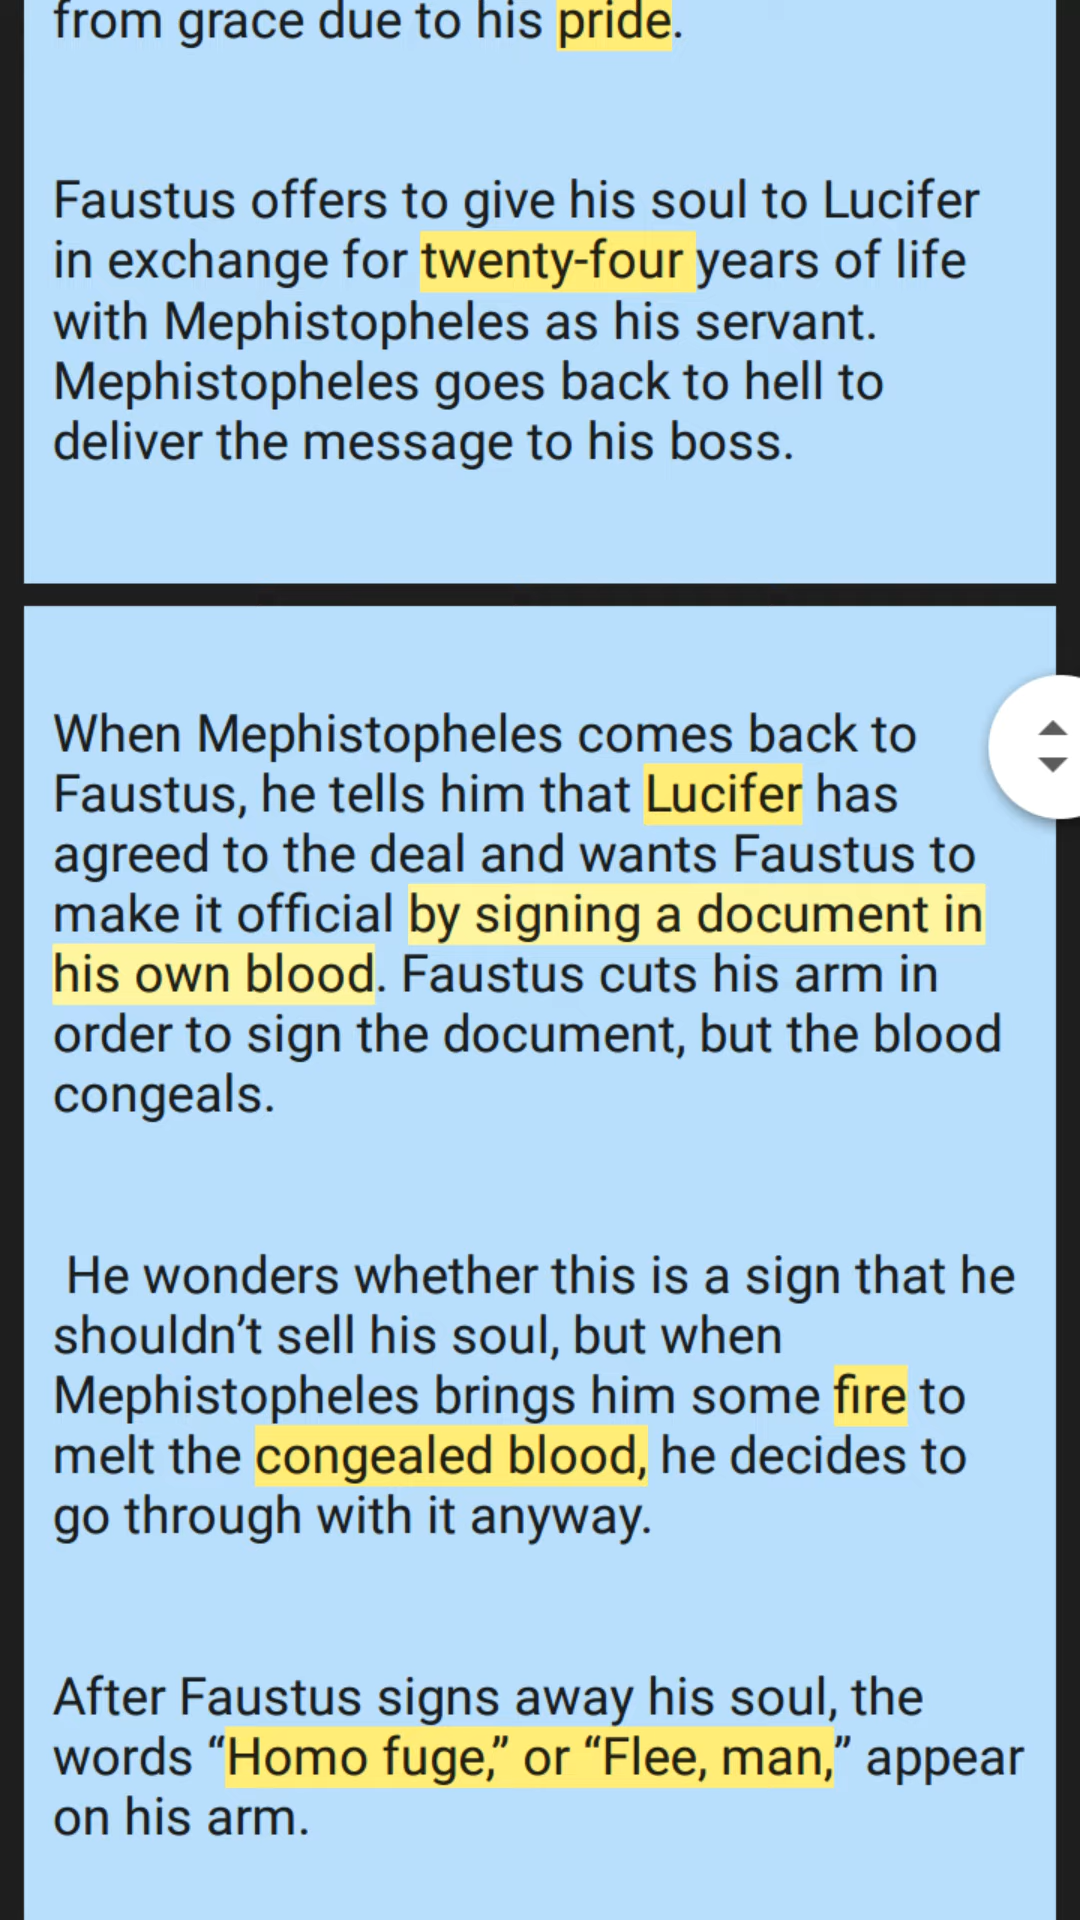 from grace due to his pride.
Faustus offers to give his soul to Lucifer
in exchange for twenty-four years of life
with Mephistopheles as his servant.
Mephistopheles goes back to hell to
deliver the message to his boss.
When Mephistopheles comes back to
Faustus, he tells him that Lucifer has
agreed to the deal and wants Faustus to
make it official by signing a document in
his own blood. Faustus cuts his arm in
order to sign the document, but the blood
congeals.
He wonders whether this is a sign that he
shouldn’t sell his soul, but when
Mephistopheles brings him some fire to
melt the congealed blood, he decides to
go through with it anyway.
After Faustus signs away his soul, the
words “Homo fuge,” or “Flee, man,” appear
on his arm.